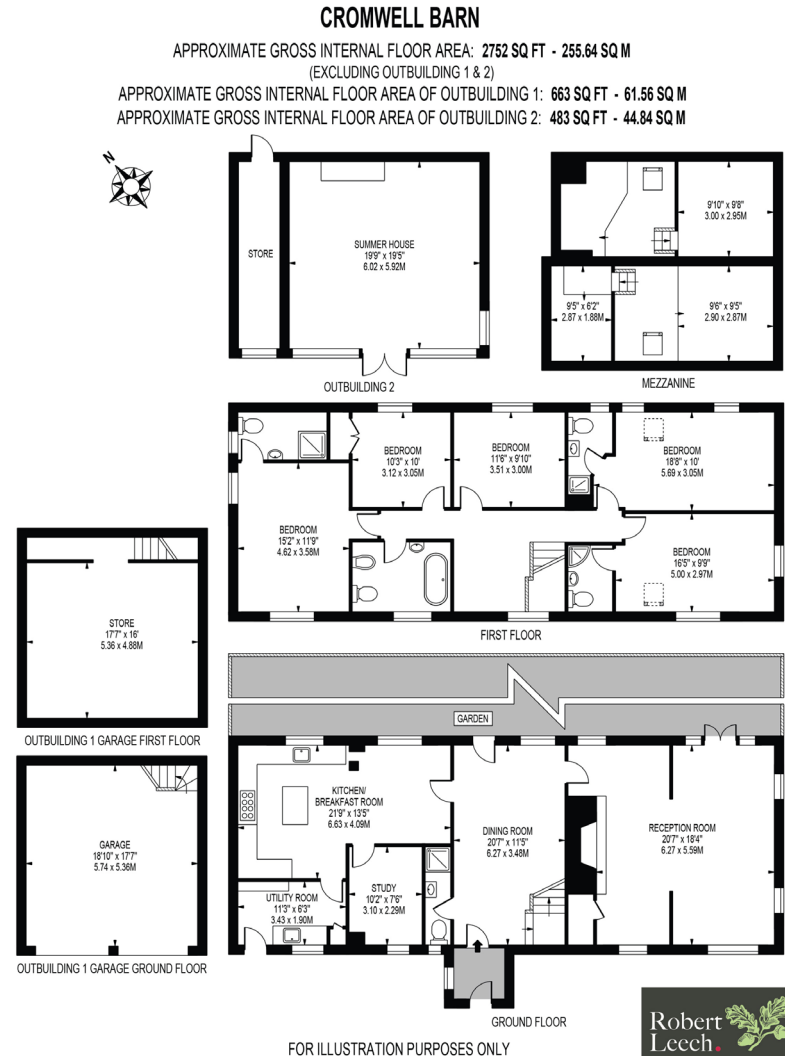 CROMWELL BARN
APPROXIMATE GROSS INTERNAL FLOOR AREA: 2752 SQ FT - 255.64 SQ M
(EXCLUDING OUTBUILDING 1 & 2)
APPROXIMATE GROSS INTERNAL FLOOR AREA OF OUTBUILDING 1: 663 SQ FT - 61.56 SQ M
APPROXIMATE GROSS INTERNAL FLOOR AREA OF OUTBUILDING 2: 483 SQ FT - 44.84 SQ M
N
STORE
SUMMER HOUSE
19'9" x 19'5"
6.02 x 5.92M
OUTBUILDING 2
9'10" x 9'8"
3.00 x 2.95M
9'5" x 6'2"
2.87 x 1.88M
9'6" x 9'5"
2.90 x 2.87M
MEZZANINE
BEDROOM
10'3" x 10'
3.12 x 3.05M
BEDROOM
11'6" x 9'10"
3.51 x 3.00M
BEDROOM
18'8" x 10'
5.69 x 3.05M
BEDROOM
15'2" x 11'9"
4.62 x 3.58M
BEDROOM
16'5" x 9'9"
5.00 x 2.97M
FIRST FLOOR
STORE
17'7" x 16'
5.36 x 4.88M
OUTBUILDING 1 GARAGE FIRST FLOOR
GARDEN
KITCHEN/
BREAKFAST ROOM
21'9" x 13'5"
6.63 x 4.09M
DINING ROOM
20'7" x 11'5"
6.27 x 3.48M
RECEPTION ROOM
20'7" x 18'4"
6.27 x 5.59M
GARAGE
18'10" x 17'7"
5.74 x 5.36M
UTILITY ROOM
11'3" x 6'3"
3.43 x 1.90M
STUDY
10'2" x 7'6"
3.10 x 2.29M
OUTBUILDING 1 GARAGE GROUND FLOOR
GROUND FLOOR
FOR ILLUSTRATION PURPOSES ONLY
Robert
Leech.